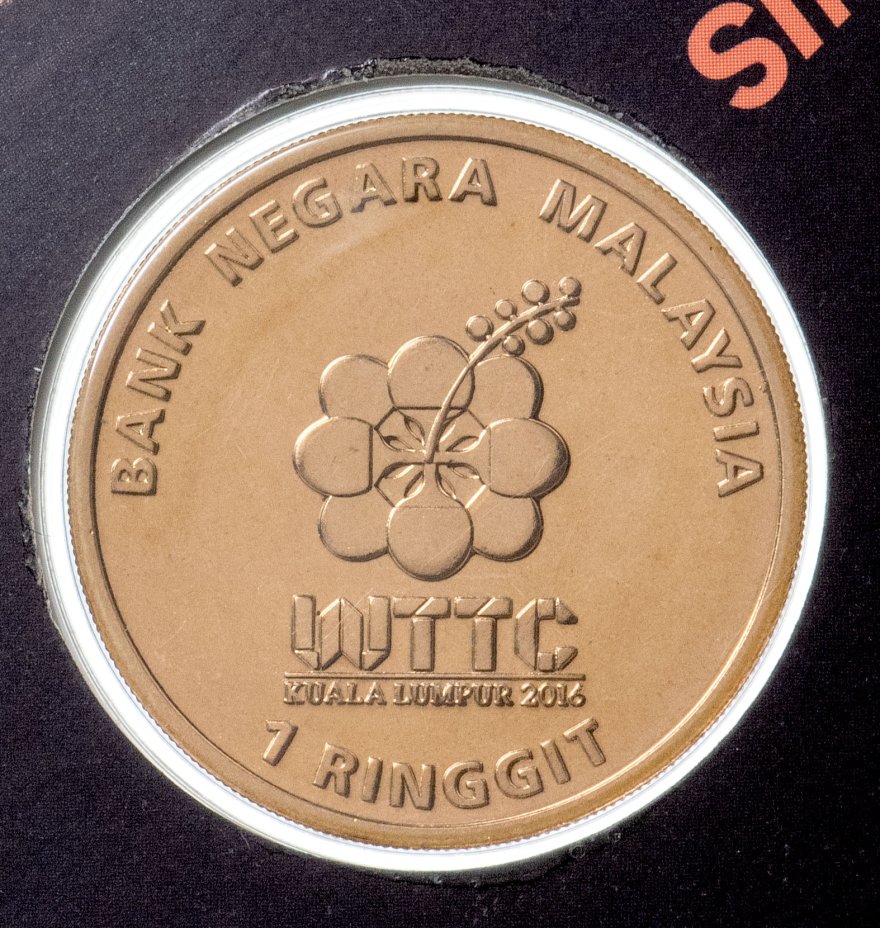 BANK NEGARA MALAYSIA
WTTC
KUALA LUMPUR 2016
1 RINGGIT